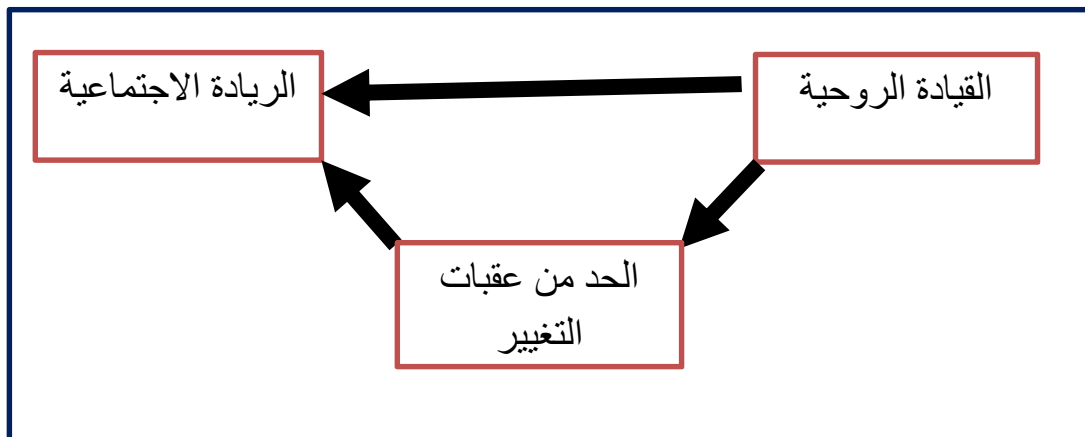 القيادة الروحية
الريادة الاجتماعية
الحد من عقبات
التغيير